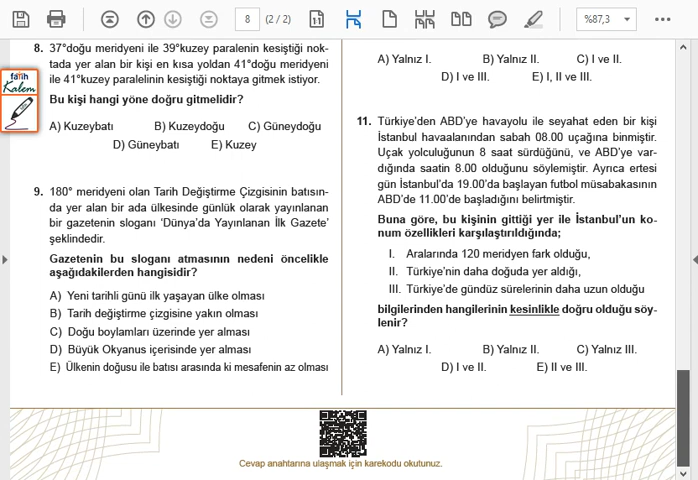 8
(2 / 2)
11
%87,3
fatih
Kalem
8. 37°doğu meridyeni ile 39°kuzey paralenin kesiştiği nok-
tada yer alan bir kişi en kısa yoldan 41°doğu meridyeni
ile 41°kuzey paralelinin kesiştiği noktaya gitmek istiyor.
Bu kişi hangi yöne doğru gitmelidir?
A) Kuzeybatı B) Kuzeydoğu C) Güneydoğu
D) Güneybatı E) Kuzey
9. 180° meridyeni olan Tarih Değiştirme Çizgisinin batısın-
da yer alan bir ada ülkesinde günlük olarak yayınlanan
bir gazetenin sloganı ‘Dünya’da Yayınlanan İlk Gazete’
şeklindedir.
Gazetenin bu sloganı atmasının nedeni öncelikle
aşağıdakilerden hangisidir?
A) Yeni tarihli günü ilk yaşayan ülke olması
B) Tarih değiştirme çizgisine yakın olması
C) Doğu boylamları üzerinde yer alması
D) Büyük Okyanus içerisinde yer alması
E) Ülkenin doğusu ile batısı arasında ki mesafenin az olması
A) Yalnız I. B) Yalnız II. C) I ve II.
D) I ve III. E) I, II ve III.
11. Türkiye’den ABD’ye havayolu ile seyahat eden bir kişi
İstanbul havaalanından sabah 08.00 uçağına binmiştir.
Uçak yolculuğunun 8 saat sürdüğünü, ve ABD’ye var-
dığında saatin 8.00 olduğunu söylemiştir. Ayrıca ertesi
gün İstanbul’da 19.00’da başlayan futbol müsabakasının
ABD’de 11.00’de başladığını belirtmiştir.
Buna göre, bu kişinin gittiği yer ile İstanbul’un ko-
num özellikleri karşılaştırıldığında;
I. Aralarında 120 meridyen fark olduğu,
II. Türkiye’nin daha doğuda yer aldığı,
III. Türkiye’de gündüz sürelerinin daha uzun olduğu
bilgilerinden hangilerinin kesinlikle doğru olduğu söy-
lenir?
A) Yalnız I. B) Yalnız II. C) Yalnız III.
D) I ve II. E) II ve III.
Cevap anahtarına ulaşmak için karekodu okutunuz.